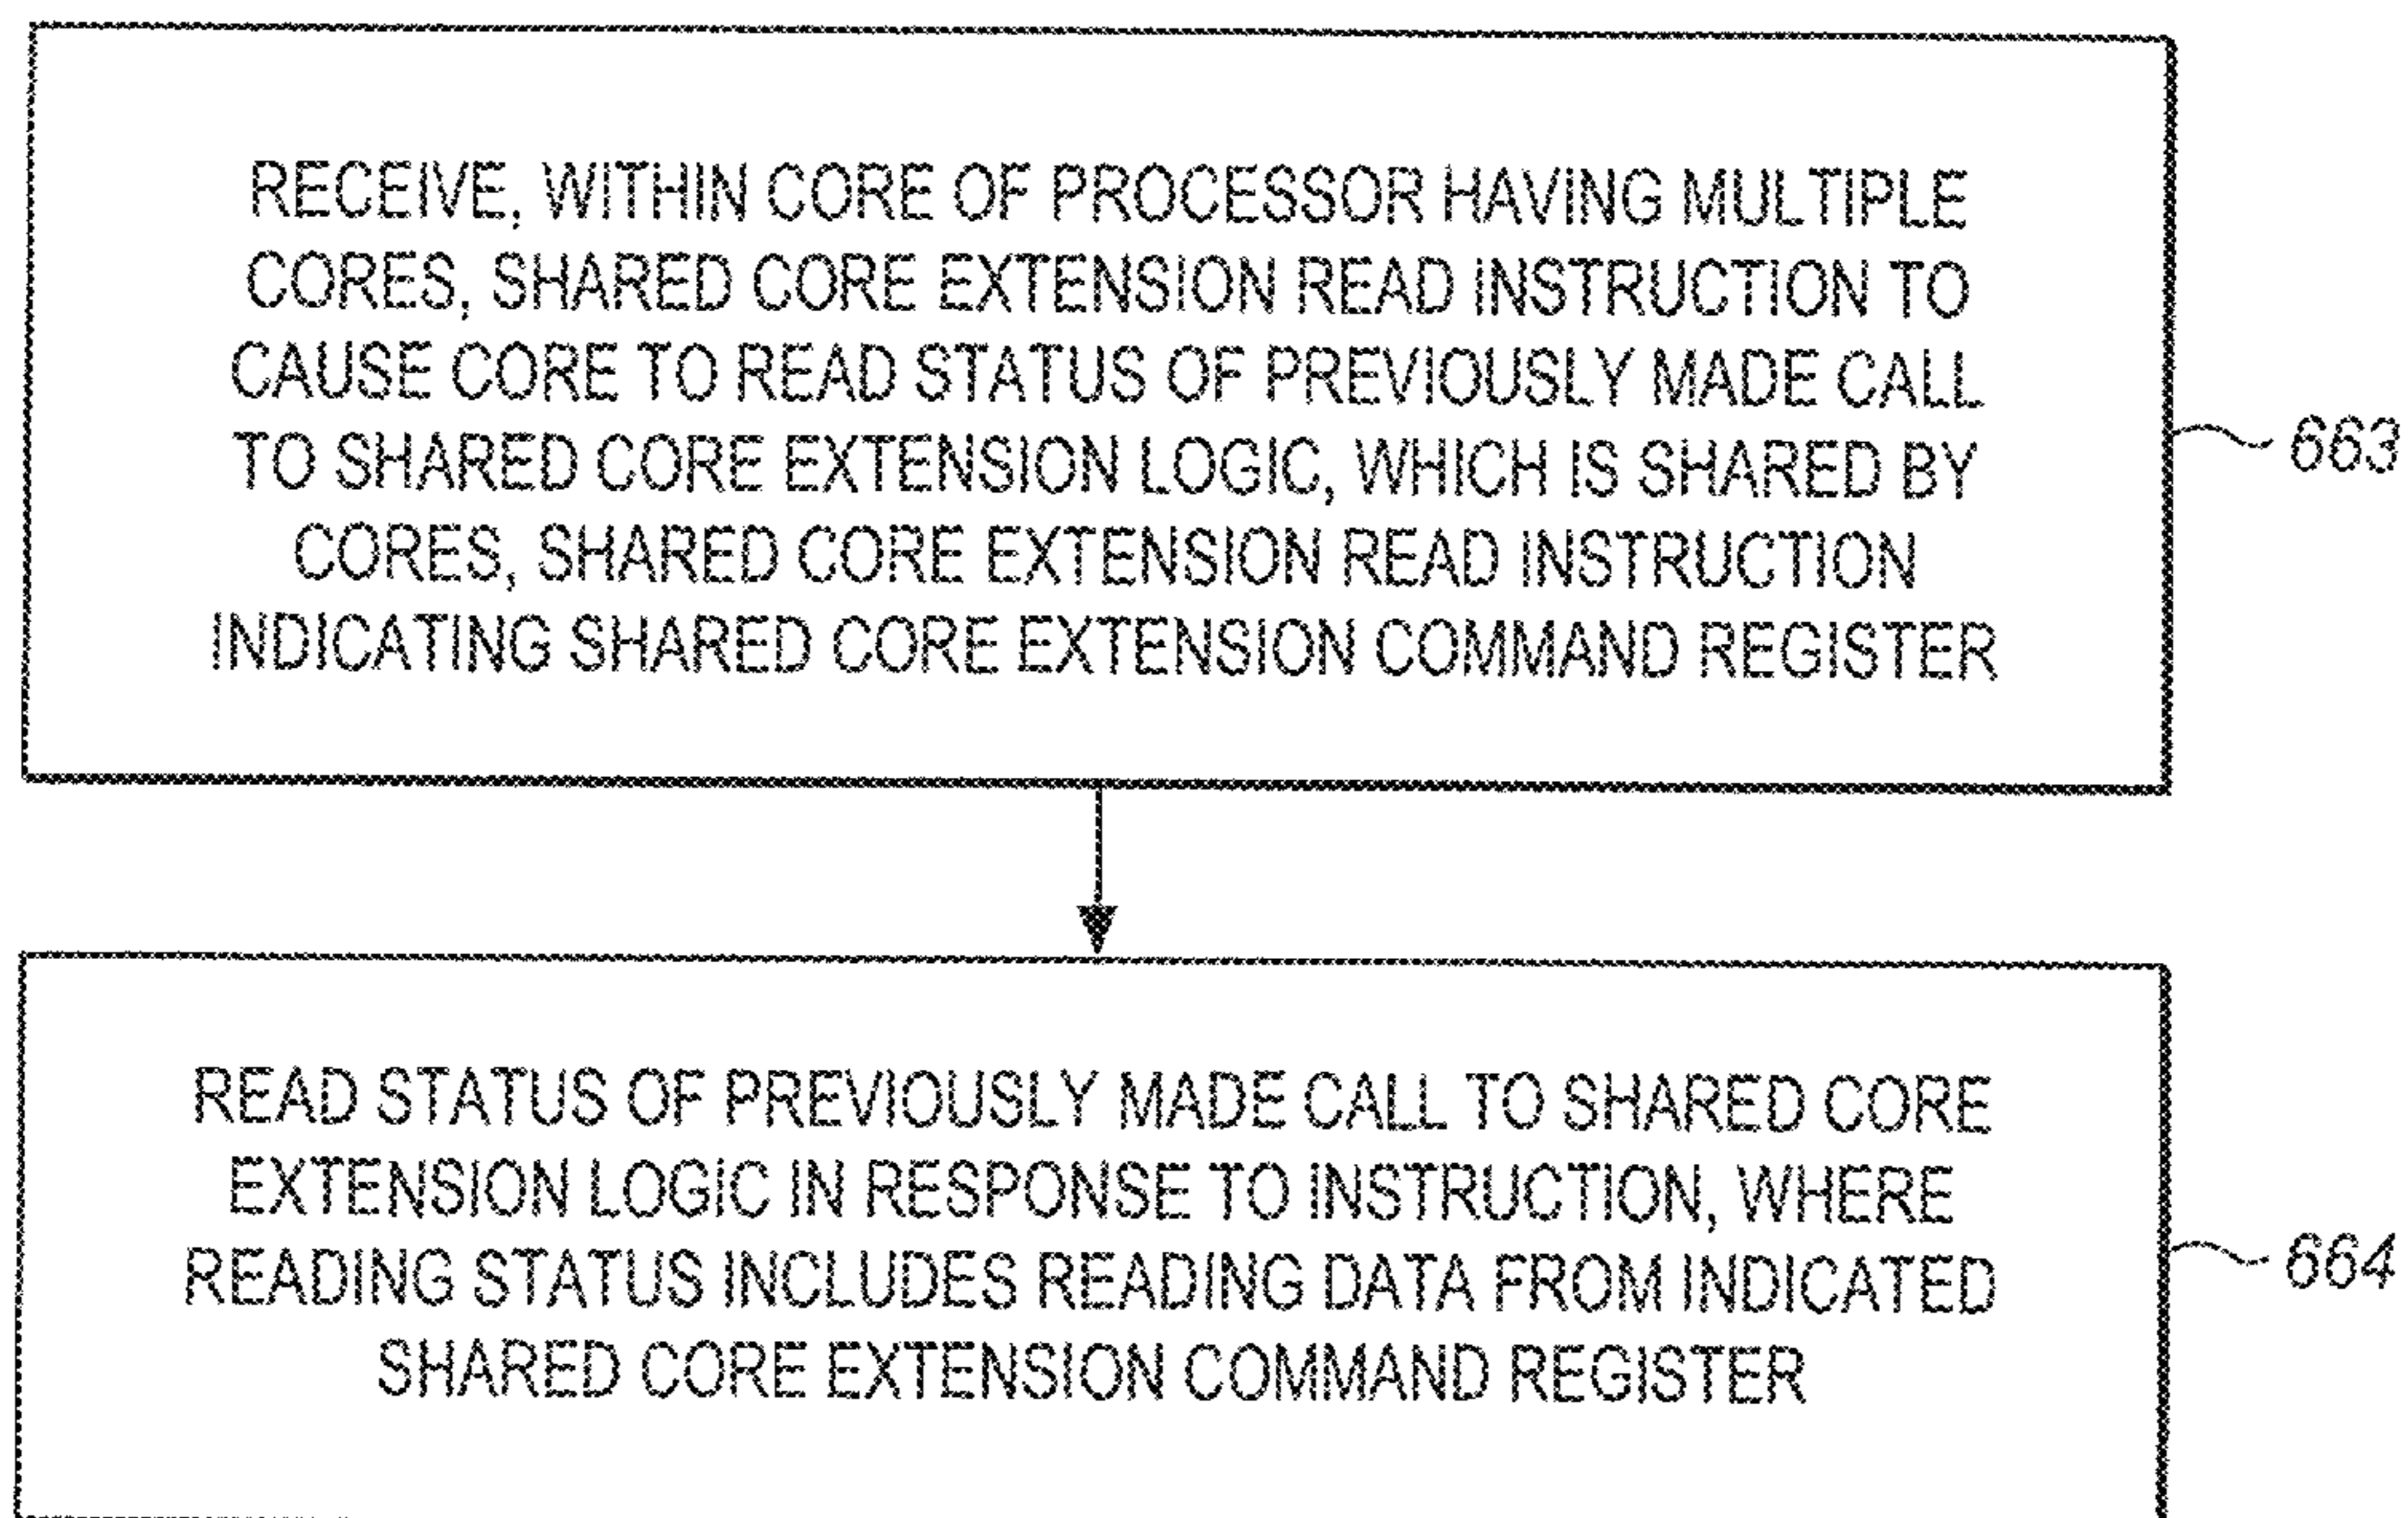 RECEIVE, WITHIN CORE OF PROCESSOR HAVING MULTIPLE
CORES, SHARED CORE EXTENSION READ INSTRUCTION TO
CAUSE CORE TO READ STATUS OF PREVIOUSLY MADE CALL
TO SHARED CORE EXTENSION LOGIC, WHICH IS SHARED BY
CORES, SHARED CORE EXTENSION READ INSTRUCTION
INDICATING SHARED CORE EXTENSION COMMAND REGISTER
663
READ STATUS OF PREVIOUSLY MADE CALL TO SHARED CORE
EXTENSION LOGIC IN RESPONSE TO INSTRUCTION, WHERE
READING STATUS INCLUDES READING DATA FROM INDICATED
SHARED CORE EXTENSION COMMAND REGISTER
664